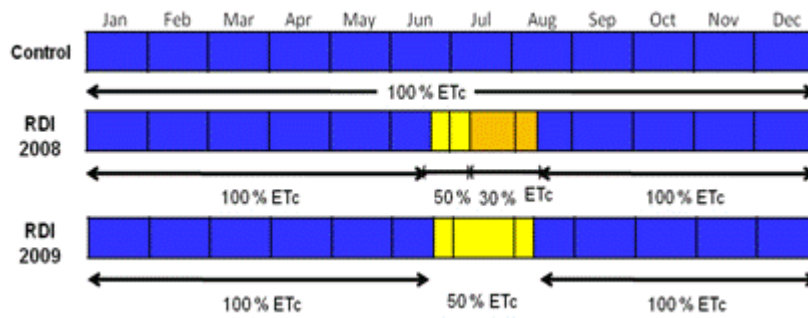 Jan Feb Mar Apr May Jun Jul Aug Sep Oct Nov Dec
Control
100 % ETc
RDI
2008
100 % ETc 50 % 30 % ETc 100 % ETc
RDI
2009
100 % ETc 50 % ETc 100 % ETc